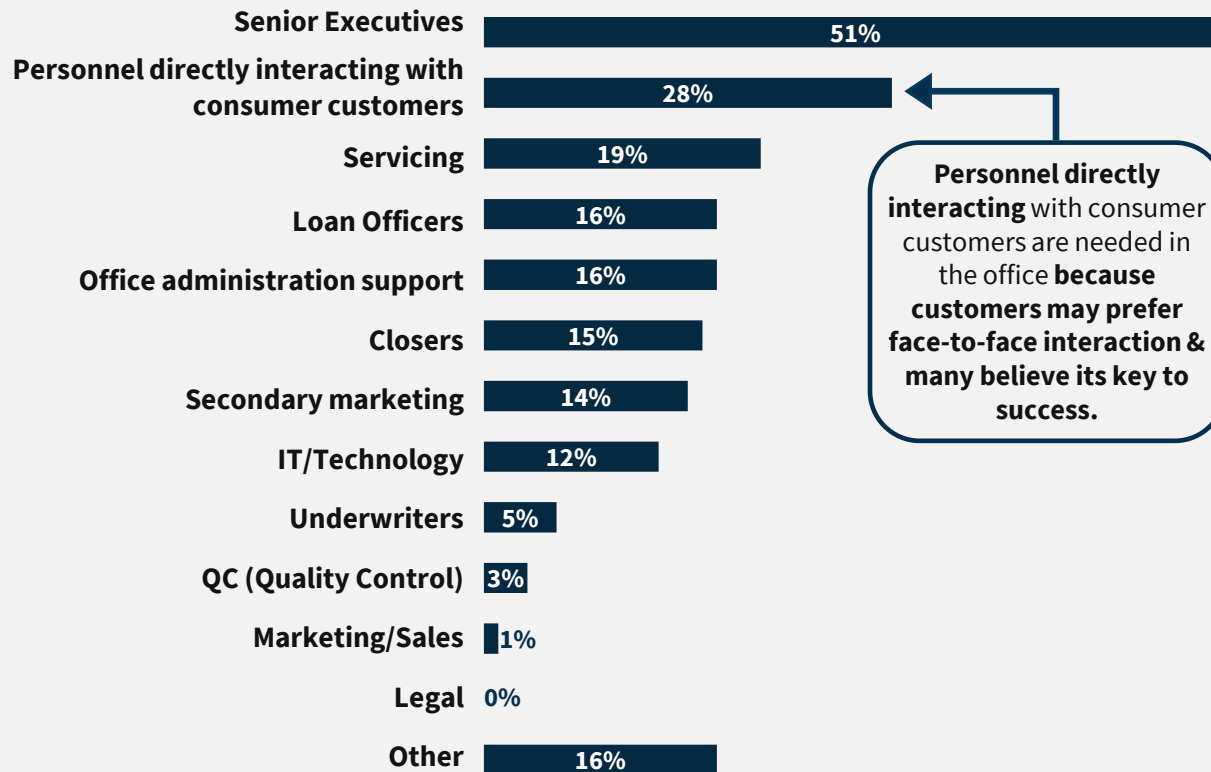 Senior Executives
51%
Personnel directly interacting with
consumer customers
28%
Servicing
19%
Loan Officers
16%
Office administration support
16%
Closers
15%
Secondary marketing
14%
IT/Technology
12%
Underwriters
5%
QC (Quality Control)
3%
Marketing/Sales
1%
Legal
0%
Other
16%
Personnel directly
interacting with consumer
customers are needed in
the office because
customers may prefer
face-to-face interaction &
many believe its key to
success.